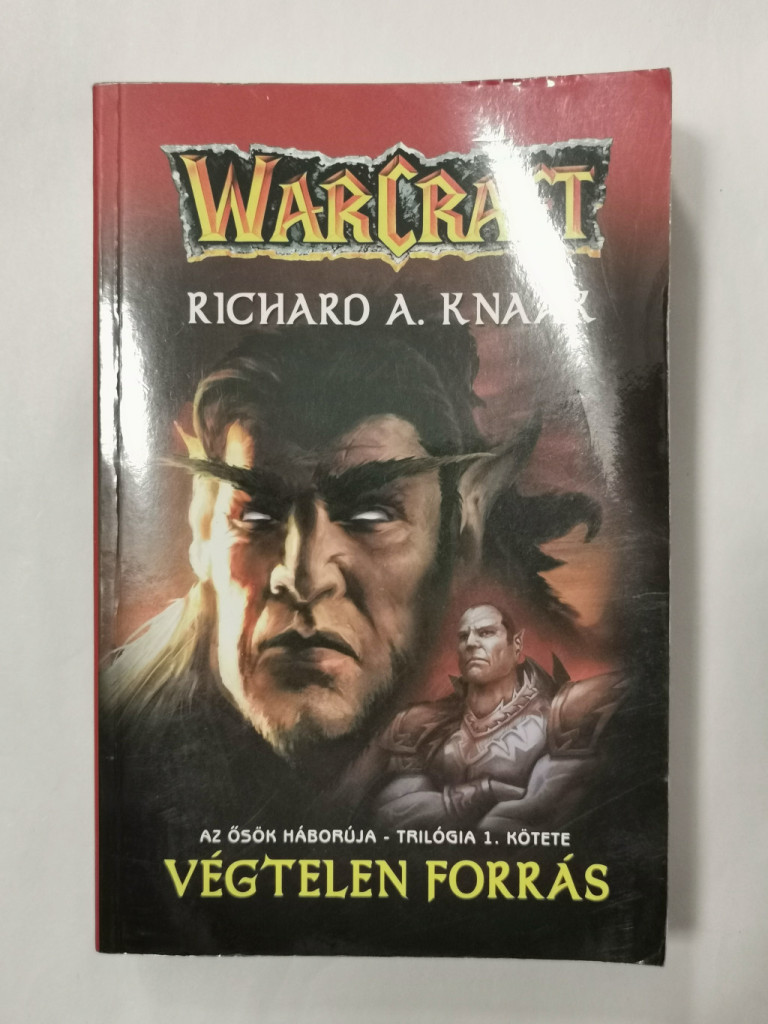 WARCRAFT
RICHARD A. KNAAK
AZ ŐSÖK HÁBORÚJA - TRILÓGIA 1. KÖTETE
VÉGTELEN FORRÁS